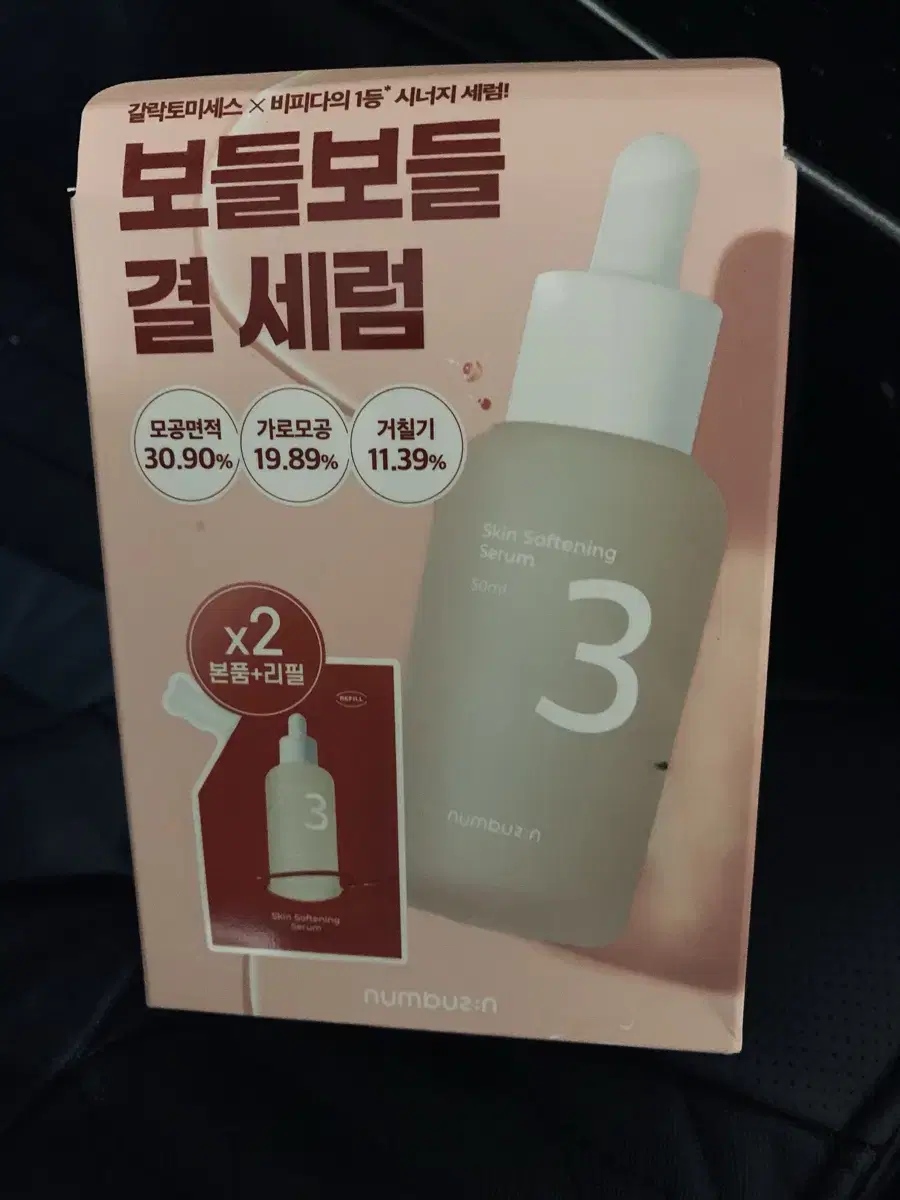 갈락토미세스 × 비피다의 1등* 시너지 세럼!
보들보들
결 세럼
모공면적
30.90%
가로모공
19.89%
거칠기
11.39%
Skin Softening
Serum
50ml
3
numbuz:n
x2
본품+리필
REFILL
3
Skin Softening
Serum
numbuz:n